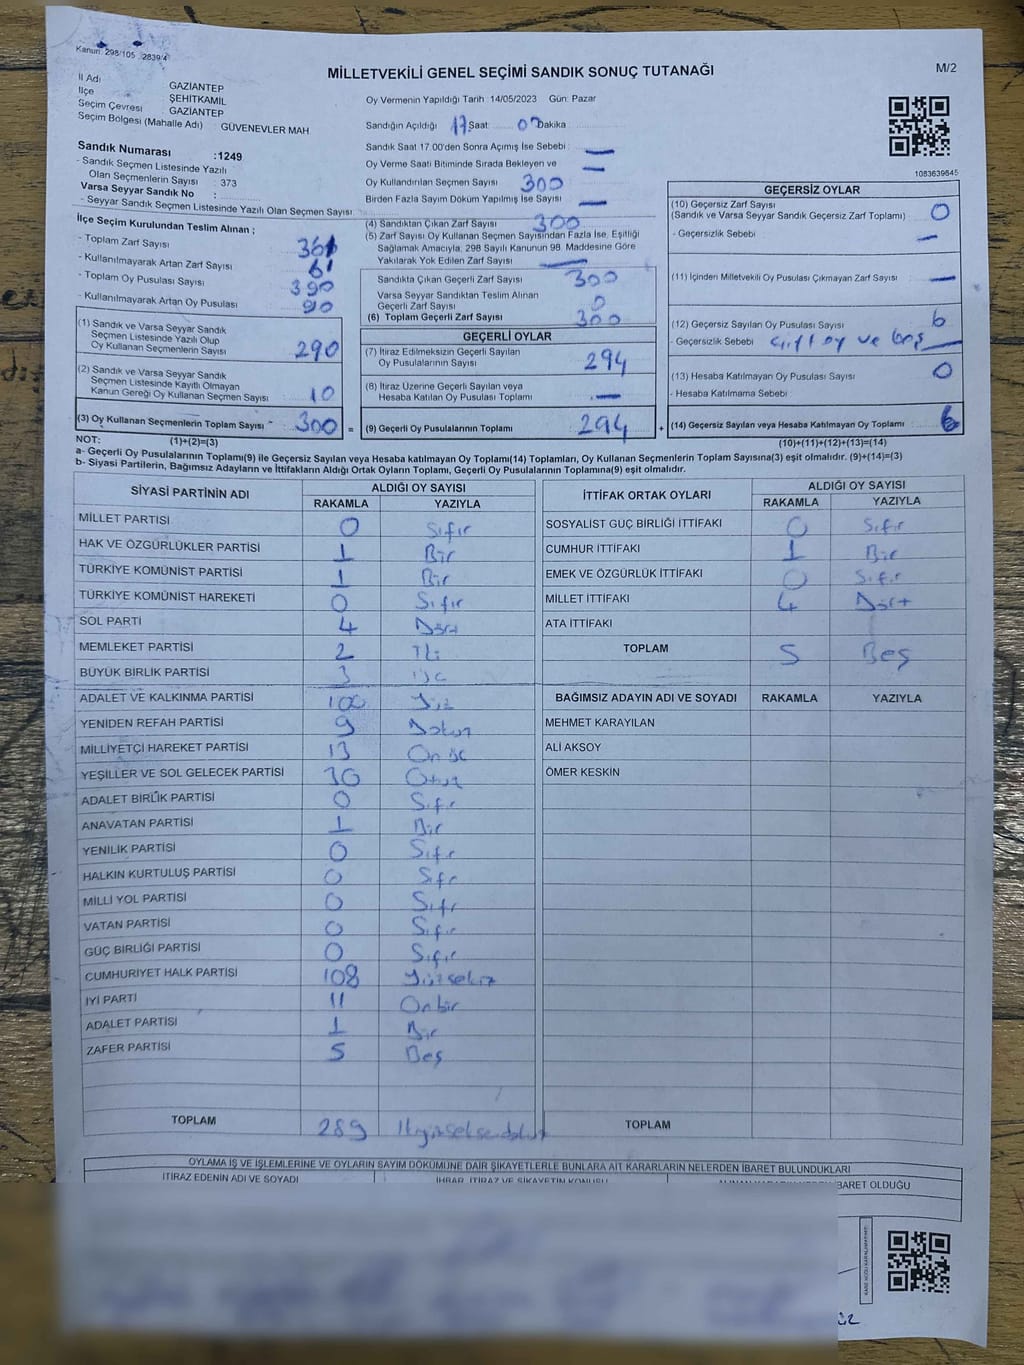 Kanun: 298/105 2839/4
MİLLETVEKİLİ GENEL SEÇİMİ SANDIK SONUÇ TUTANAĞI
M/2
İl Adı GAZİANTEP
İlçe ŞEHİTKAMİL
Seçim Çevresi GAZİANTEP
Seçim Bölgesi (Mahalle Adı) GÜVENEVLER MAH
Oy Vermenin Yapıldığı Tarih :14/05/2023 Gün: Pazar
Sandığın Açıldığı 17 Saat: 00 Dakika
Sandık Numarası :1249
- Sandık Seçmen Listesinde Yazılı
Olan Seçmenlerin Sayısı : 373
Varsa Seyyar Sandık No :
- Seyyar Sandık Seçmen Listesinde Yazılı Olan Seçmen Sayısı
Sandık Saat 17.00'den Sonra Açımış İse Sebebi : —
Oy Verme Saati Bitiminde Sırada Bekleyen ve —
Oy Kullandırılan Seçmen Sayısı 300
Birden Fazla Sayım Döküm Yapılmış İse Sayısı —
1083639645
İlçe Seçim Kurulundan Teslim Alınan ;
- Toplam Zarf Sayısı 361
- Kullanılmayarak Artan Zarf Sayısı 61
- Toplam Oy Pusulası Sayısı 390
- Kullanılmayarak Artan Oy Pusulası 90
(1) Sandık ve Varsa Seyyar Sandık
Seçmen Listesinde Yazılı Olup
Oy Kullanan Seçmenlerin Sayısı 290
(2) Sandık ve Varsa Seyyar Sandık
Seçmen Listesinde Kayıtlı Olmayan
Kanun Gereği Oy Kullanan Seçmen Sayısı 10
(3) Oy Kullanan Seçmenlerin Toplam Sayısı 300 =
(4) Sandıktan Çıkan Zarf Sayısı 300
(5) Zarf Sayısı Oy Kullanan Seçmen Sayısından Fazla İse, Eşitliği
Sağlamak Amacıyla, 298 Sayılı Kanunun 98. Maddesine Göre
Yakılarak Yok Edilen Zarf Sayısı —
Sandıkta Çıkan Geçerli Zarf Sayısı 300
Varsa Seyyar Sandıktan Teslim Alınan
Geçerli Zarf Sayısı 0
(6) Toplam Geçerli Zarf Sayısı 300
GEÇERLİ OYLAR
(7) İtiraz Edilmeksizin Geçerli Sayılan
Oy Pusulalarının Sayısı 294
(8) İtiraz Üzerine Geçerli Sayılan veya
Hesaba Katılan Oy Pusulası Toplamı —
(9) Geçerli Oy Pusulalarının Toplamı 294 +
GEÇERSİZ OYLAR
(10) Geçersiz Zarf Sayısı
(Sandık ve Varsa Seyyar Sandık Geçersiz Zarf Toplamı) 0
- Geçersizlik Sebebi —
(11) İçinden Milletvekili Oy Pusulası Çıkmayan Zarf Sayısı —
(12) Geçersiz Sayılan Oy Pusulası Sayısı 6
- Geçersizlik Sebebi çift oy ve boş
(13) Hesaba Katılmayan Oy Pusulası Sayısı 0
- Hesaba Katılmama Sebebi
(14) Geçersiz Sayılan veya Hesaba Katılmayan Oy Toplamı 6
NOT: (1)+(2)=(3)
(10)+(11)+(12)+(13)=(14)
a- Geçerli Oy Pusulalarının Toplamı(9) ile Geçersiz Sayılan veya Hesaba katılmayan Oy Toplamı(14) Toplamları, Oy Kullanan Seçmenlerin Toplam Sayısına(3) eşit olmalıdır. (9)+(14)=(3)
b- Siyasi Partilerin, Bağımsız Adayların ve İttifakların Aldığı Ortak Oyların Toplamı, Geçerli Oy Pusulalarının Toplamına(9) eşit olmalıdır.
SİYASİ PARTİNİN ADI ALDIĞI OY SAYISI
RAKAMLA YAZIYLA
MİLLET PARTİSİ 0 Sıfır
HAK VE ÖZGÜRLÜKLER PARTİSİ 1 Bir
TÜRKİYE KOMÜNİST PARTİSİ 1 Bir
TÜRKİYE KOMÜNİST HAREKETİ 0 Sıfır
SOL PARTİ 4 Dört
MEMLEKET PARTİSİ 2 İki
BÜYÜK BİRLİK PARTİSİ 3 Üç
ADALET VE KALKINMA PARTİSİ 100 Yüz
YENİDEN REFAH PARTİSİ 9 Dokuz
MİLLİYETÇİ HAREKET PARTİSİ 13 On üç
YEŞİLLER VE SOL GELECEK PARTİSİ 30 Otuz
ADALET BİRLİK PARTİSİ 0 Sıfır
ANAVATAN PARTİSİ 1 Bir
YENİLİK PARTİSİ 0 Sıfır
HALKIN KURTULUŞ PARTİSİ 0 Sıfır
MİLLİ YOL PARTİSİ 0 Sıfır
VATAN PARTİSİ 0 Sıfır
GÜÇ BİRLİĞİ PARTİSİ 0 Sıfır
CUMHURİYET HALK PARTİSİ 108 Yüzsekiz
İYİ PARTİ 11 Onbir
ADALET PARTİSİ 1 Bir
ZAFER PARTİSİ 5 Beş
TOPLAM 289
İTTİFAK ORTAK OYLARI ALDIĞI OY SAYISI
RAKAMLA YAZIYLA
SOSYALİST GÜÇ BİRLİĞİ İTTİFAKI 0 Sıfır
CUMHUR İTTİFAKI 1 Bir
EMEK VE ÖZGÜRLÜK İTTİFAKI 0 Sıfır
MİLLET İTTİFAKI 4 Dört
ATA İTTİFAKI
TOPLAM 5 Beş
BAĞIMSIZ ADAYIN ADI VE SOYADI RAKAMLA YAZIYLA
MEHMET KARAYILAN
ALİ AKSOY
ÖMER KESKİN
TOPLAM
OYLAMA İŞ VE İŞLEMLERİNE VE OYLARIN SAYIM DÖKÜMÜNE DAİR ŞİKAYETLERLE BUNLARA AİT KARARLARIN NELERDEN İBARET BULUNDUKLARI
İTİRAZ EDENİN ADI VE SOYADI
İHBAR, İTİRAZ VE ŞİKAYETİN KONUSU
İBARET OLDUĞU